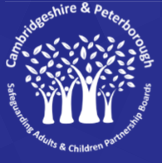 Cambridgeshire & Peterborough
Safeguarding Adults & Children Partnership Boards